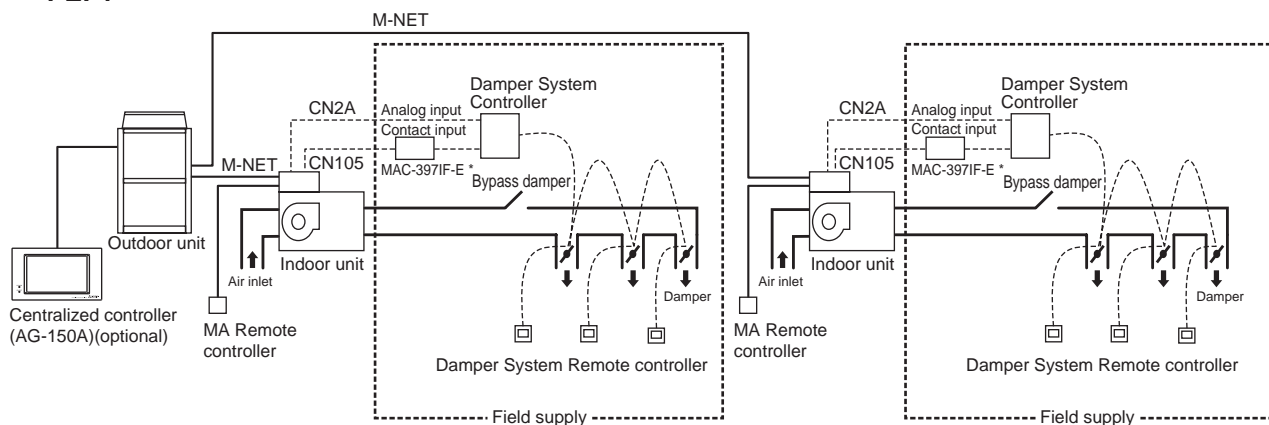 M-NET
Damper System
Controller
CN2A
Analog input
Contact input
M-NET
CN105
MAC-397IF-E *
Bypass damper
Outdoor unit
Indoor unit
Air inlet
Damper
Centralized controller
(AG-150A)(optional)
MA Remote
controller
Damper System Remote controller
Field supply
Damper System
Controller
CN2A
Analog input
Contact input
CN105
MAC-397IF-E *
Bypass damper
Indoor unit
Air inlet
Damper
MA Remote
controller
Damper System Remote controller
Field supply